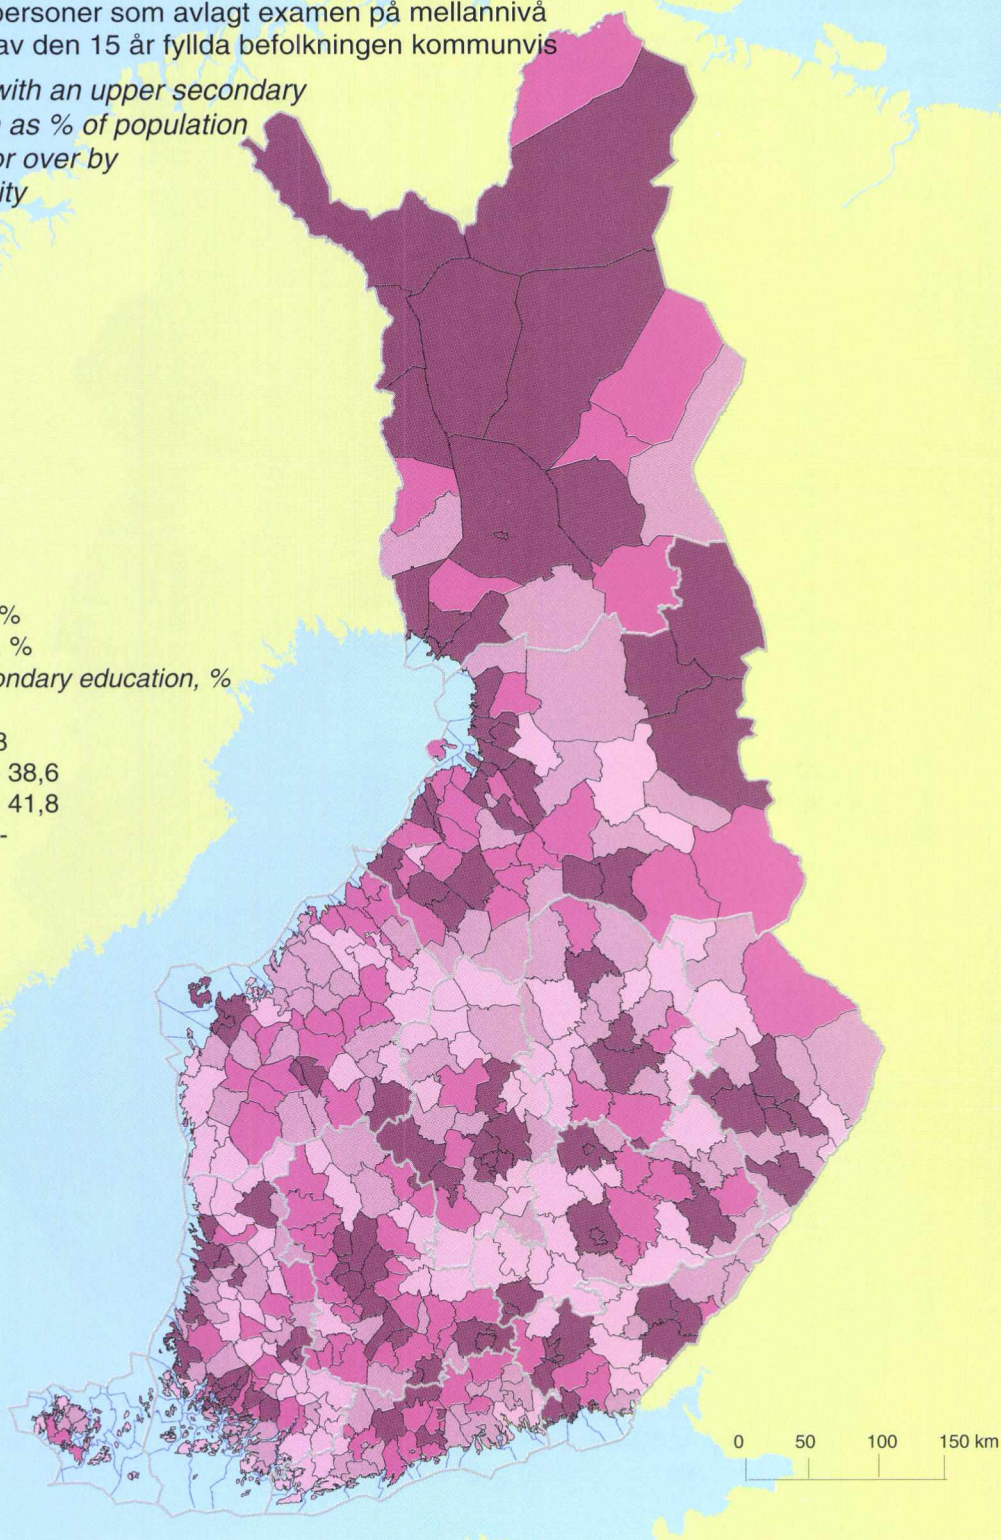 personer som avlagt examen på mellannivå
av den 15 år fyllda befolkningen kommunvis
with an upper secondary
as % of population
or over by
%
%
ondary education, %
38,6
41,8
-
0 50 100 150 km